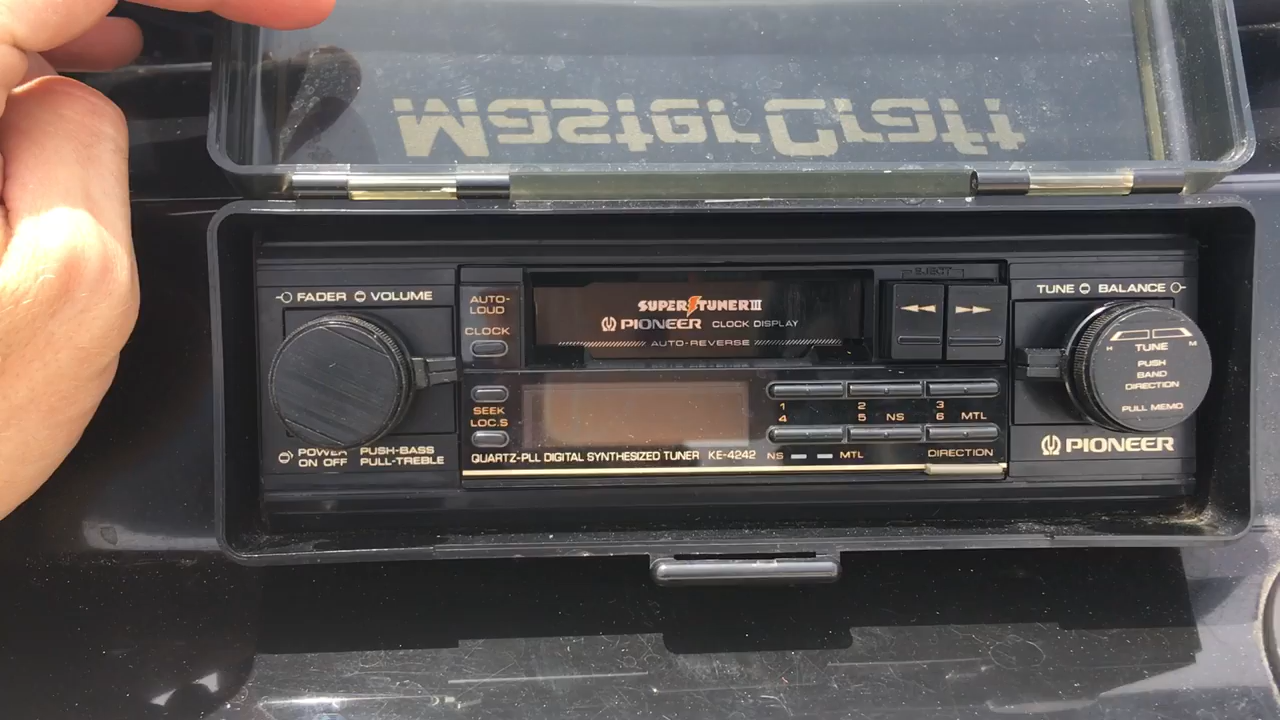 MasterCraft
EJECT
FADER VOLUME
AUTO-
LOUD
CLOCK
SUPER TUNER III
PIONEER CLOCK DISPLAY
AUTO-REVERSE
TUNE BALANCE
H M
TUNE
PUSH
BAND
DIRECTION
PULL MEMO
SEEK
LOC.S
1 2 3
4 5 NS 6 MTL
POWER
ON OFF
PUSH-BASS
PULL-TREBLE
QUARTZ-PLL DIGITAL SYNTHESIZED TUNER KE-4242
NS MTL
DIRECTION
PIONEER